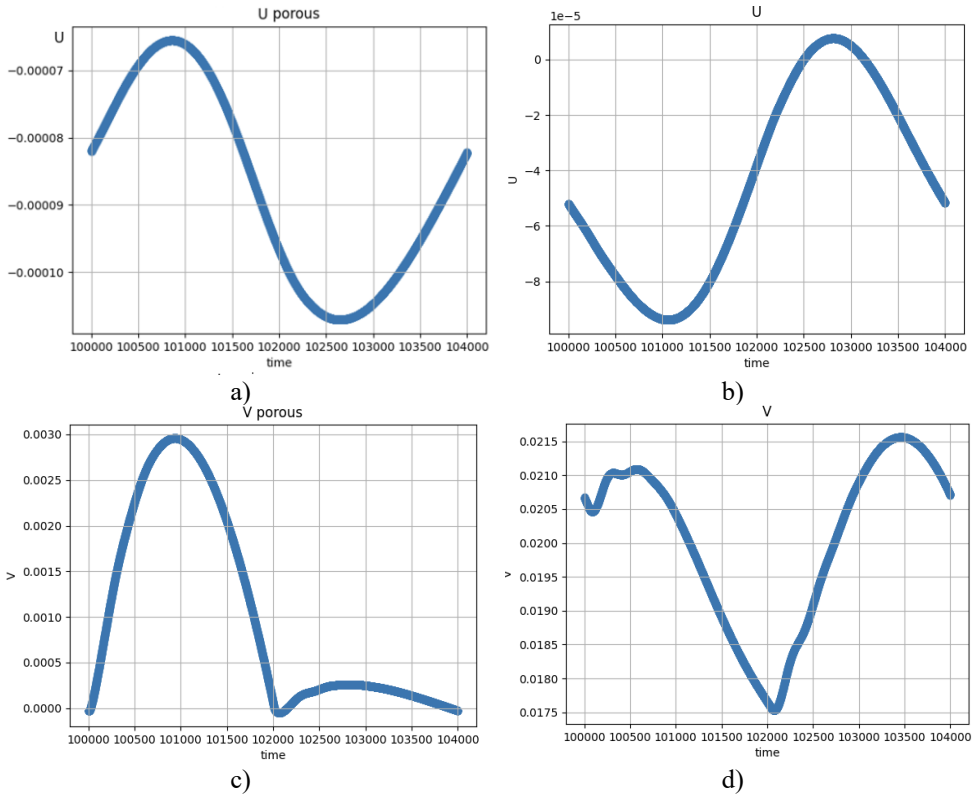 U porous
U
−0.00007
−0.00008
−0.00009
−0.00010
100000 100500 101000 101500 102000 102500 103000 103500 104000
time
a)
U
1e−5
0
−2
−4
−6
−8
U
100000 100500 101000 101500 102000 102500 103000 103500 104000
time
b)
V porous
0.0030
0.0025
0.0020
0.0015
0.0010
0.0005
0.0000
V
100000 100500 101000 101500 102000 102500 103000 103500 104000
time
c)
V
0.0215
0.0210
0.0205
0.0200
0.0195
0.0190
0.0185
0.0180
0.0175
V
100000 100500 101000 101500 102000 102500 103000 103500 104000
time
d)